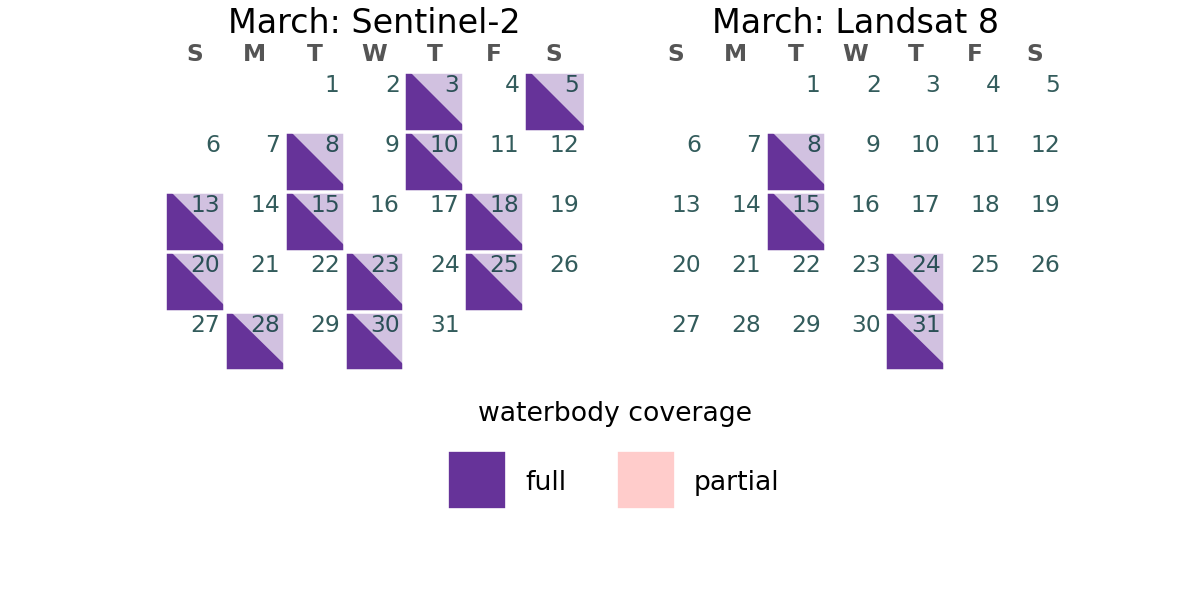 March: Sentinel-2
S M T W T F S
1 2 3 4 5
6 7 8 9 10 11 12
13 14 15 16 17 18 19
20 21 22 23 24 25 26
27 28 29 30 31
March: Landsat 8
S M T W T F S
1 2 3 4 5
6 7 8 9 10 11 12
13 14 15 16 17 18 19
20 21 22 23 24 25 26
27 28 29 30 31
waterbody coverage
full partial